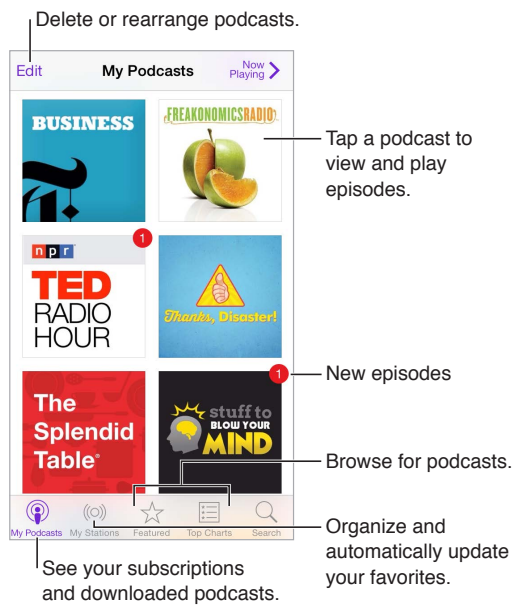 Delete or rearrange podcasts.
Edit
My Podcasts
Now
Playing
BUSINESS
FREAKONOMICSRADIO
Tap a podcast to
view and play
episodes.
npr
1
TED
RADIO
HOUR
Thanks, Disaster!
1
New episodes
The
Splendid
Table®
stuff to
BLOW YOUR
MIND
Browse for podcasts.
My Podcasts
My Stations
Featured
Top Charts
Search
Organize and
automatically update
your favorites.
See your subscriptions
and downloaded podcasts.